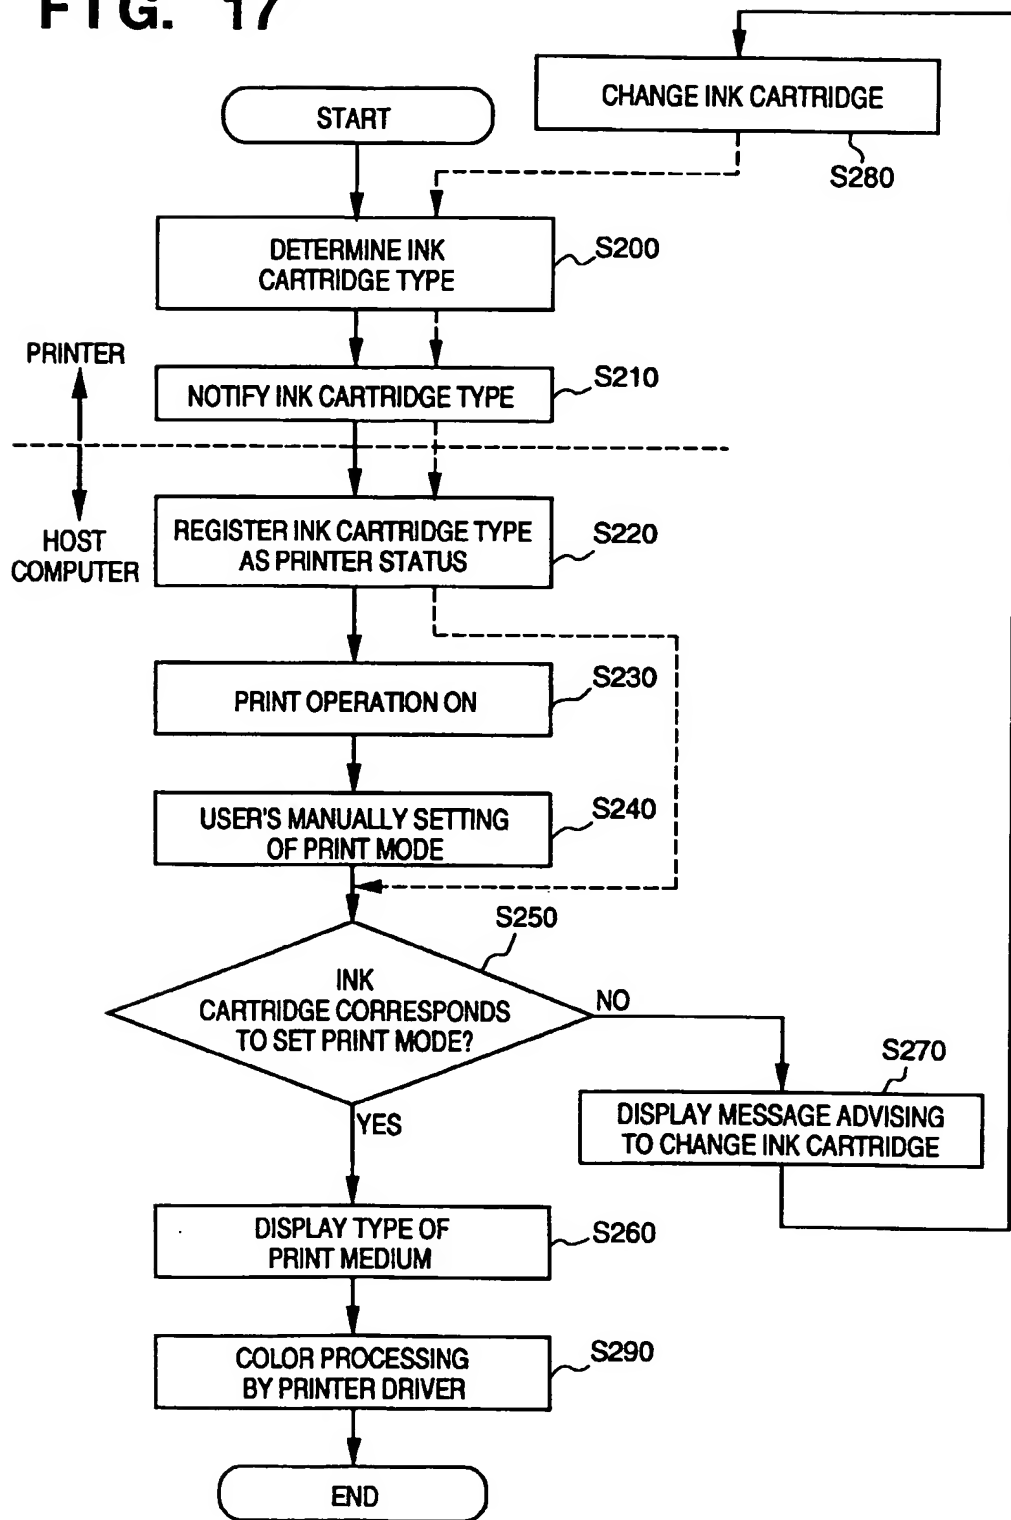 FIG. 17
START
CHANGE INK CARTRIDGE
S280
DETERMINE INK
CARTRIDGE TYPE
S200
PRINTER
NOTIFY INK CARTRIDGE TYPE
S210
HOST
COMPUTER
REGISTER INK CARTRIDGE TYPE
AS PRINTER STATUS
S220
PRINT OPERATION ON
S230
USER'S MANUALLY SETTING
OF PRINT MODE
S240
S250
INK
CARTRIDGE CORRESPONDS
TO SET PRINT MODE?
NO
YES
S270
DISPLAY MESSAGE ADVISING
TO CHANGE INK CARTRIDGE
DISPLAY TYPE OF
PRINT MEDIUM
S260
COLOR PROCESSING
BY PRINTER DRIVER
S290
END